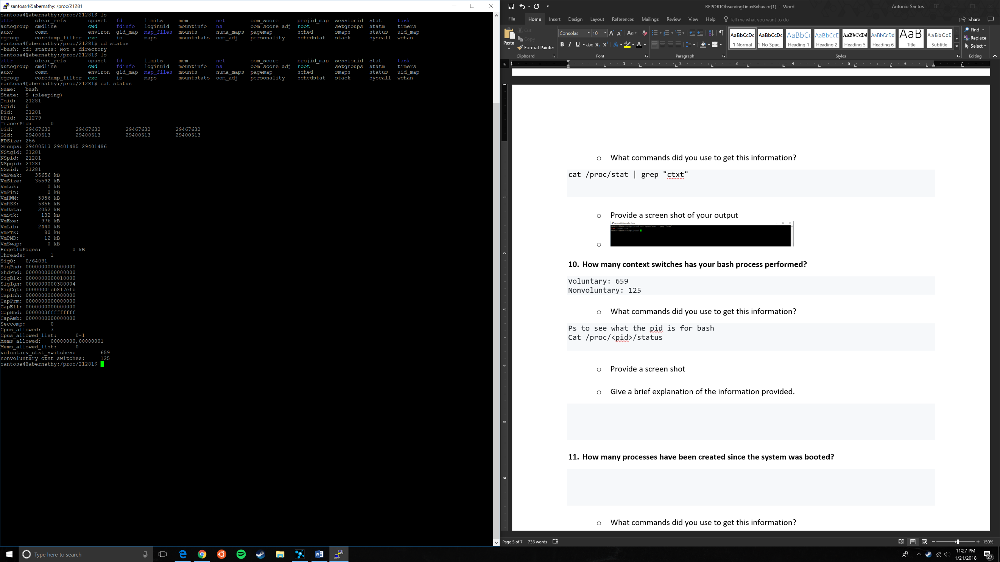 santosa4@abernathy: /proc/21281
santosa4@abernathy:/proc/21281$ ls
attr clear_refs cpuset fd limits mem net oom_score projid_map sessionid stat task
autogroup cmdline cwd fdinfo loginuid mountinfo ns oom_score_adj root setgroups statm timers
auxv comm environ gid_map map_files mounts numa_maps pagemap sched smaps status uid_map
cgroup coredump_filter exe io maps mountstats oom_adj personality schedstat stack syscall wchan
santosa4@abernathy:/proc/21281$ cd status
-bash: cd: status: Not a directory
santosa4@abernathy:/proc/21281$ ls
attr clear_refs cpuset fd limits mem net oom_score projid_map sessionid stat task
autogroup cmdline cwd fdinfo loginuid mountinfo ns oom_score_adj root setgroups statm timers
auxv comm environ gid_map map_files mounts numa_maps pagemap sched smaps status uid_map
cgroup coredump_filter exe io maps mountstats oom_adj personality schedstat stack syscall wchan
santosa4@abernathy:/proc/21281$ cat status
Name: bash
State: S (sleeping)
Tgid: 21281
Ngid: 0
Pid: 21281
PPid: 21279
TracerPid: 0
Uid: 29467632 29467632 29467632 29467632
Gid: 29400513 29400513 29400513 29400513
FDSize: 256
Groups: 29400513 29401485 29401486
NStgid: 21281
NSpid: 21281
NSpgid: 21281
NSsid: 21281
VmPeak: 35656 kB
VmSize: 35592 kB
VmLck: 0 kB
VmPin: 0 kB
VmHWM: 5856 kB
VmRSS: 5856 kB
VmData: 2052 kB
VmStk: 132 kB
VmExe: 976 kB
VmLib: 2440 kB
VmPTE: 80 kB
VmPMD: 12 kB
VmSwap: 0 kB
HugetlbPages: 0 kB
Threads: 1
SigQ: 0/64031
SigPnd: 0000000000000000
ShdPnd: 0000000000000000
SigBlk: 0000000000010000
SigIgn: 0000000000380004
SigCgt: 00000001cb817efb
CapInh: 0000000000000000
CapPrm: 0000000000000000
CapEff: 0000000000000000
CapBnd: 0000003fffffffff
CapAmb: 0000000000000000
Seccomp: 0
Cpus_allowed: 3
Cpus_allowed_list: 0-1
Mems_allowed: 00000000,00000001
Mems_allowed_list: 0
voluntary_ctxt_switches: 659
nonvoluntary_ctxt_switches: 125
santosa4@abernathy:/proc/21281$
REPORTObservingLinuxBehavior(1) - Word
Antonio Santos
File Home Insert Design Layout References Mailings Review View Help Tell me what you want to do Share
Paste Cut Copy Format Painter
Consolas 10
AaBbCcDc AaBbCcDc AaBbCc AaBbCcE AaBbCcDd AaBbCcDd AaB AaBbCcD
¶ Normal ¶ No Spac... Heading 1 Heading 2 Heading 5 Heading 6 Title Subtitle
Find
Replace
Select
Clipboard Font Paragraph Styles Editing
What commands did you use to get this information?
cat /proc/stat | grep "ctxt"
Provide a screen shot of your output
10. How many context switches has your bash process performed?
Voluntary: 659
Nonvoluntary: 125
What commands did you use to get this information?
Ps to see what the pid is for bash
Cat /proc/<pid>/status
Provide a screen shot
Give a brief explanation of the information provided.
11. How many processes have been created since the system was booted?
What commands did you use to get this information?
Page 5 of 7 736 words 150%
Type here to search
11:27 PM
1/21/2018
27